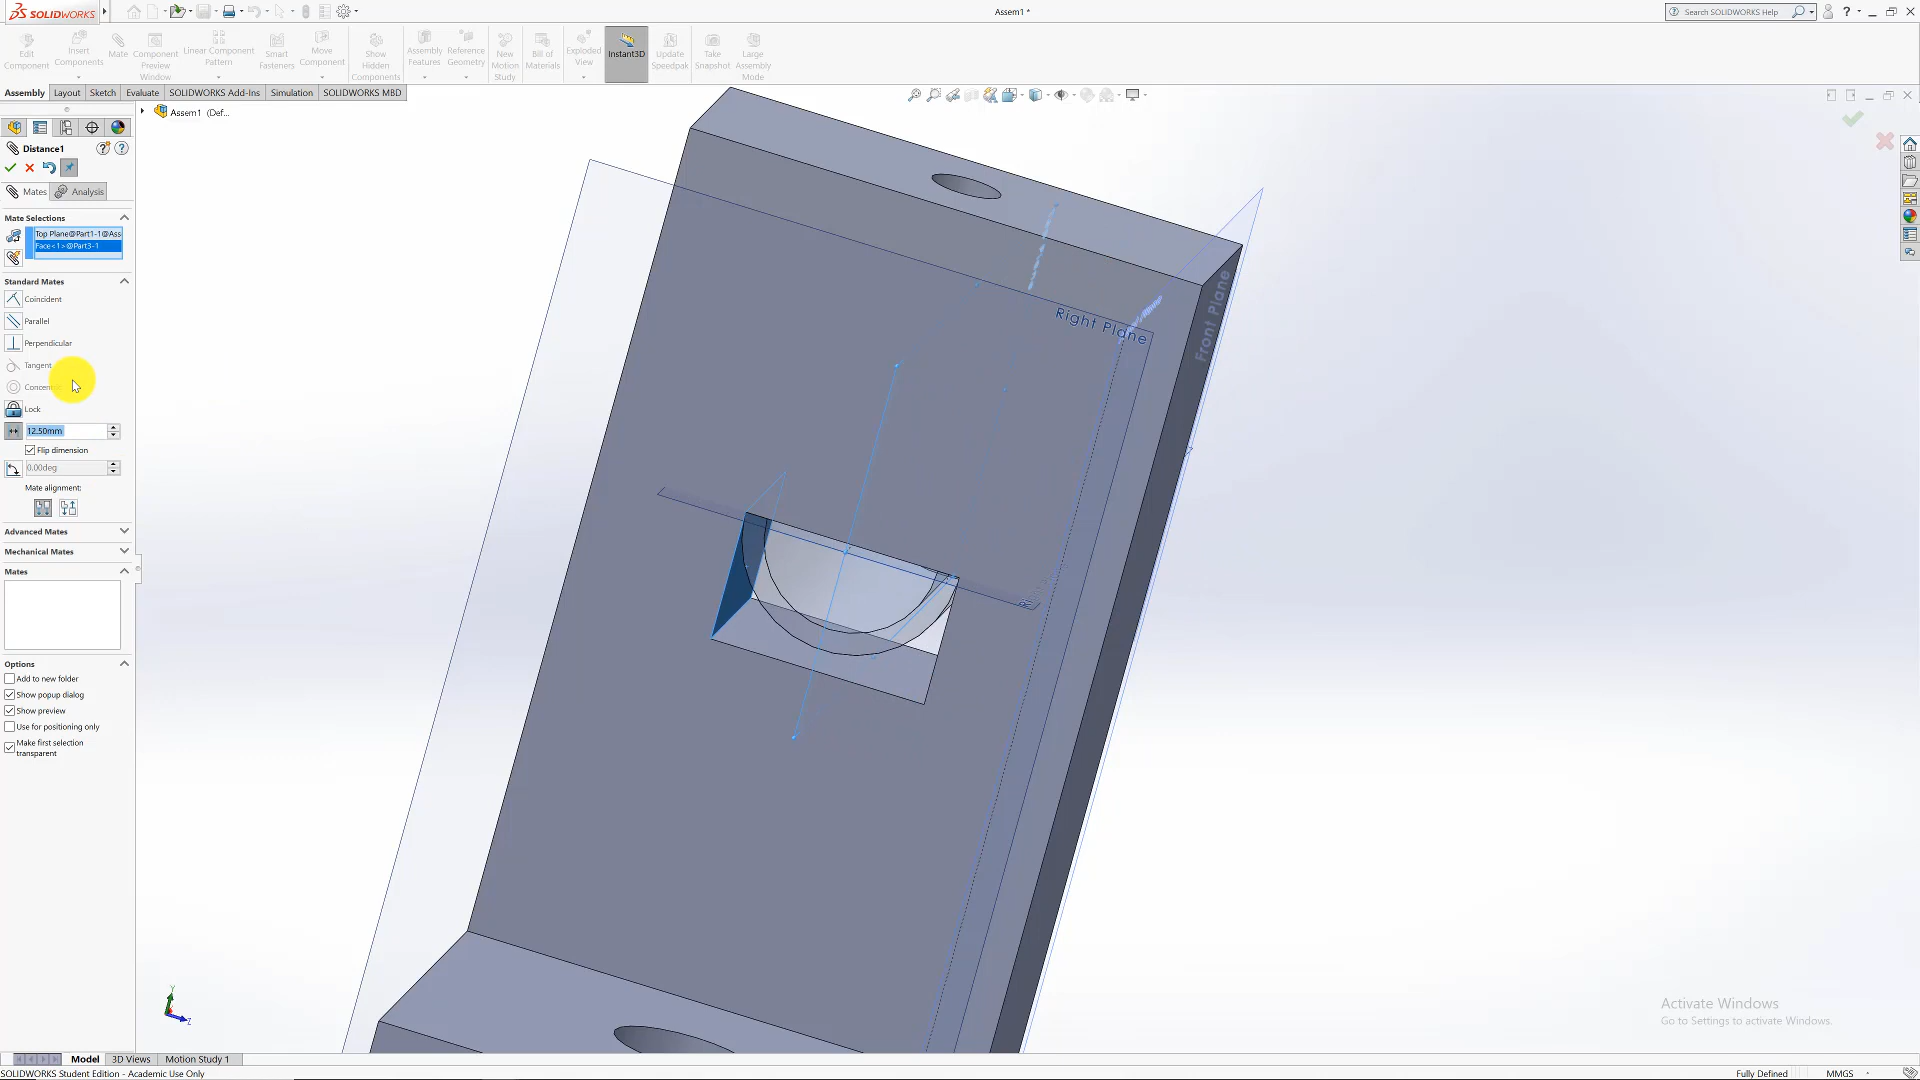 SOLIDWORKS
Assem1 *
Search SOLIDWORKS Help
Edit Component
Insert Components
Mate
Component Preview Window
Linear Component Pattern
Smart Fasteners
Move Component
Show Hidden Components
Assembly Features
Reference Geometry
New Motion Study
Bill of Materials
Exploded View
Instant3D
Update Speedpak
Take Snapshot
Large Assembly Mode
Assembly Layout Sketch Evaluate SOLIDWORKS Add-Ins Simulation SOLIDWORKS MBD
Assem1 (Def...
Distance1
Mates Analysis
Mate Selections
Top Plane@Part1-1@Ass
Face<1>@Part3-1
Standard Mates
Coincident
Parallel
Perpendicular
Tangent
Lock
12.50mm
Flip dimension
0.00deg
Mate alignment:
Advanced Mates
Mechanical Mates
Mates
Options
Add to new folder
Show popup dialog
Show preview
Use for positioning only
Make first selection
transparent
Right Plane
Front Plane
Y
Z
Activate Windows
Go to Settings to activate Windows.
Model 3D Views Motion Study 1
SOLIDWORKS Student Edition - Academic Use Only
Fully Defined MMGS